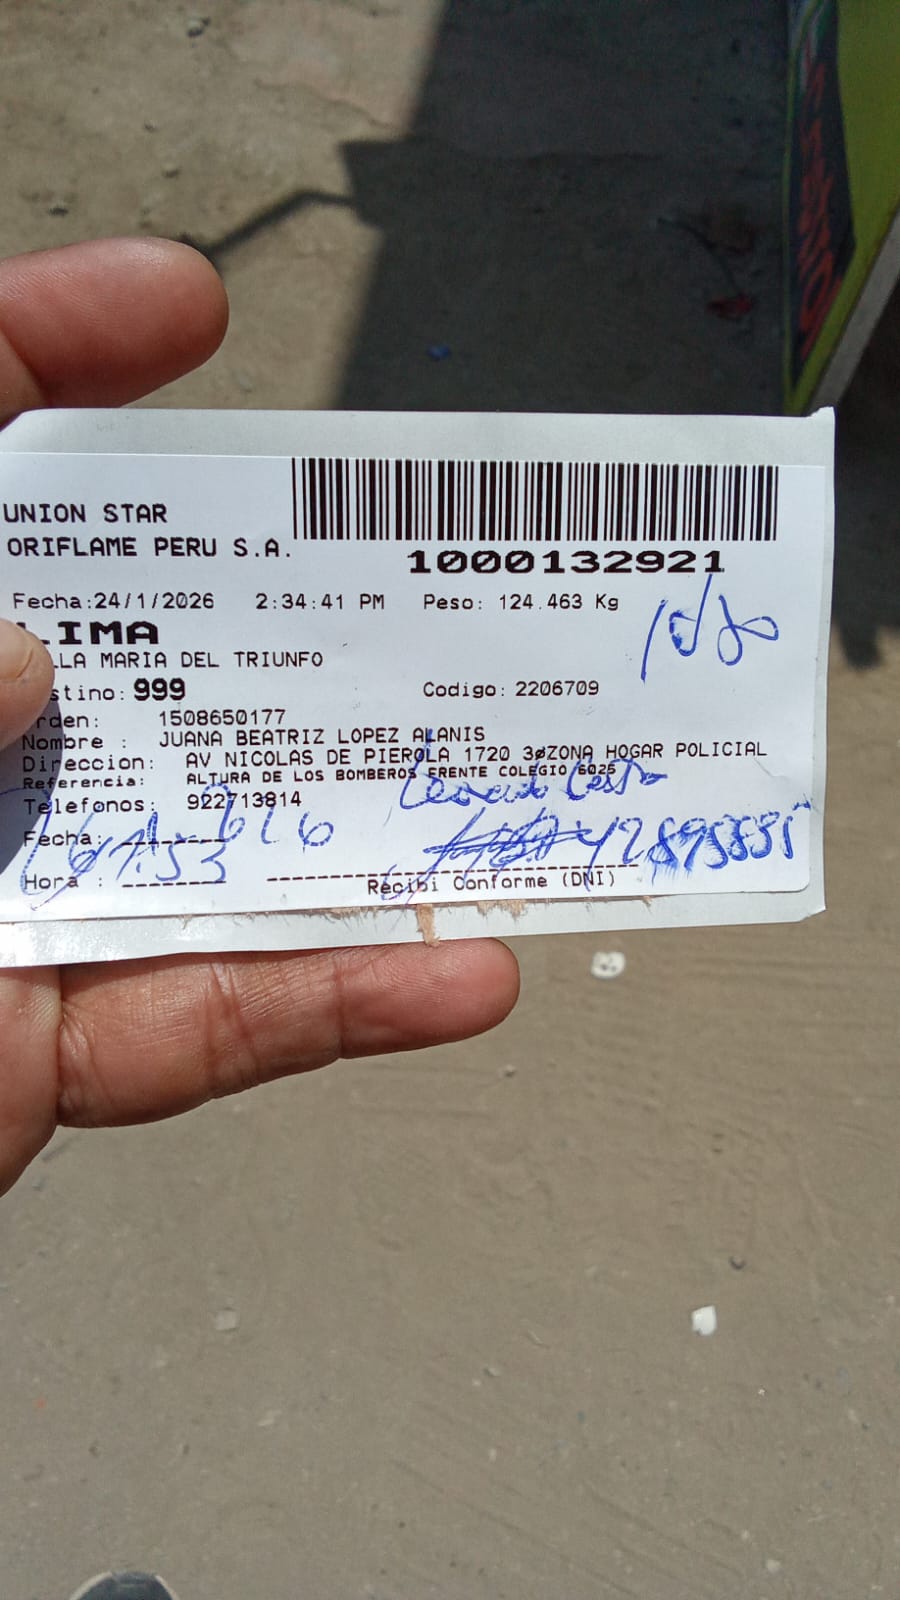 UNION STAR
ORIFLAME PERU S.A.
1000132921
Fecha:24/1/2026 2:34:41 PM Peso: 124.463 Kg
LIMA
LLA MARIA DEL TRIUNFO
stino: 999 Codigo: 2206709
rden: 1508650177
Nombre : JUANA BEATRIZ LOPEZ ALANIS
Direccion: AV NICOLAS DE PIEROLA 1720 3øZONA HOGAR POLICIAL
Referencia: ALTURA DE LOS BOMBEROS FRENTE COLEGIO 6025
Telefonos: 922713814
Fecha:
Hora :
Recibi Conforme (DNI)